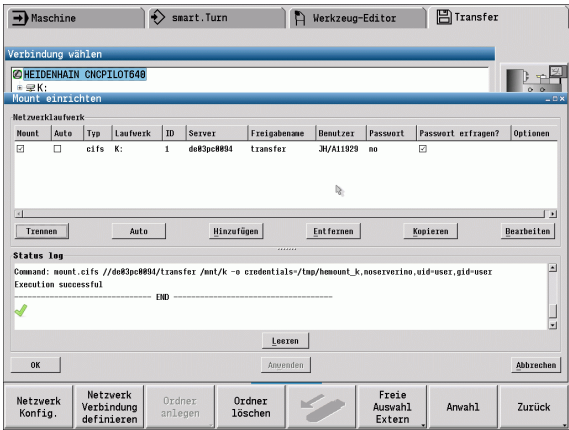 Maschine smart.Turn Werkzeug-Editor Transfer
Verbindung wählen
HEIDENHAIN CNCPILOT640
K:
Mount einrichten
Netzwerklaufwerk
Mount Auto Typ Laufwerk ID Server Freigabename Benutzer Passwort Passwort erfragen? Optionen
cifs K: 1 de03pc0094 transfer JH/A11929 no
Trennen Auto Hinzufügen Entfernen Kopieren Bearbeiten
Status log
Command: mount.cifs //de03pc0094/transfer /mnt/k -o credentials=/tmp/hemount_k,noserverino,uid=user,gid=user
Execution successful
-------------------------------- END -------------------------------------
Leeren
OK Anwenden Abbrechen
Netzwerk Konfig.
Netzwerk Verbindung definieren
Ordner anlegen
Ordner löschen
Freie Auswahl Extern
Anwahl
Zurück